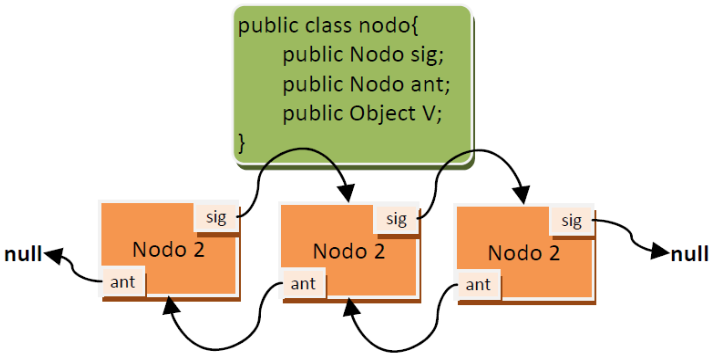 public class nodo{
public Nodo sig;
public Nodo ant;
public Object V;
}
sig
sig
sig
null
Nodo 2
Nodo 2
Nodo 2
null
ant
ant
ant